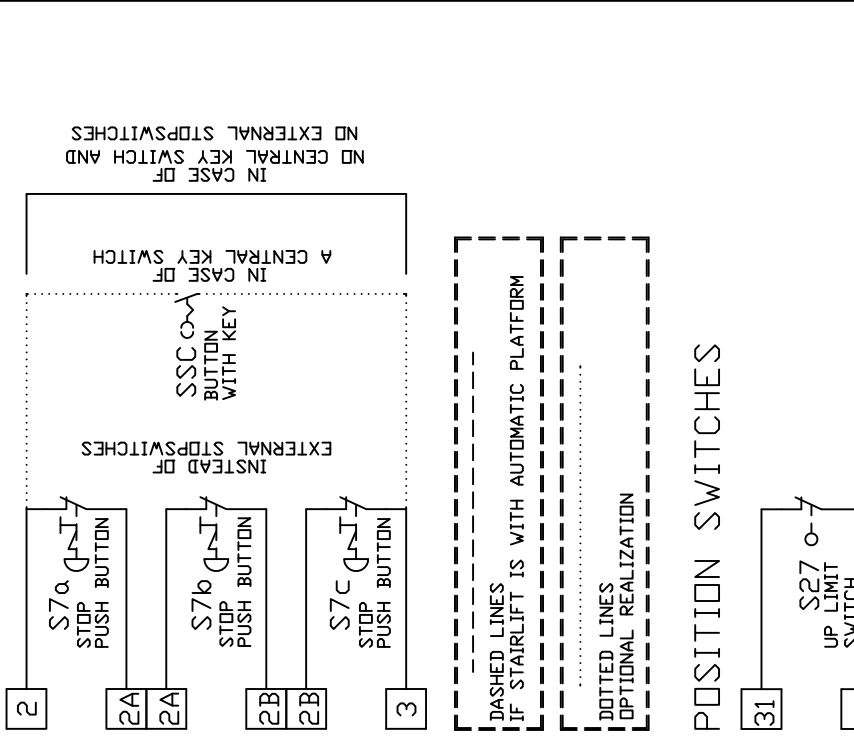 NO EXTERNAL STOPSWITCHES
NO CENTRAL KEY SWITCH AND
IN CASE OF
A CENTRAL KEY SWITCH
IN CASE OF
SSC
BUTTON
WITH KEY
EXTERNAL STOPSWITCHES
INSTEAD OF
S7a
STOP
PUSH BUTTON
S7b
STOP
PUSH BUTTON
S7c
STOP
PUSH BUTTON
2
2A
2A
2B
2B
3
DASHED LINES
IF STAIRLIFT IS WITH AUTOMATIC PLATFORM
DOTTED LINES
OPTIONAL REALIZATION
POSITION SWITCHES
S27
UP LIMIT
SWITCH
31